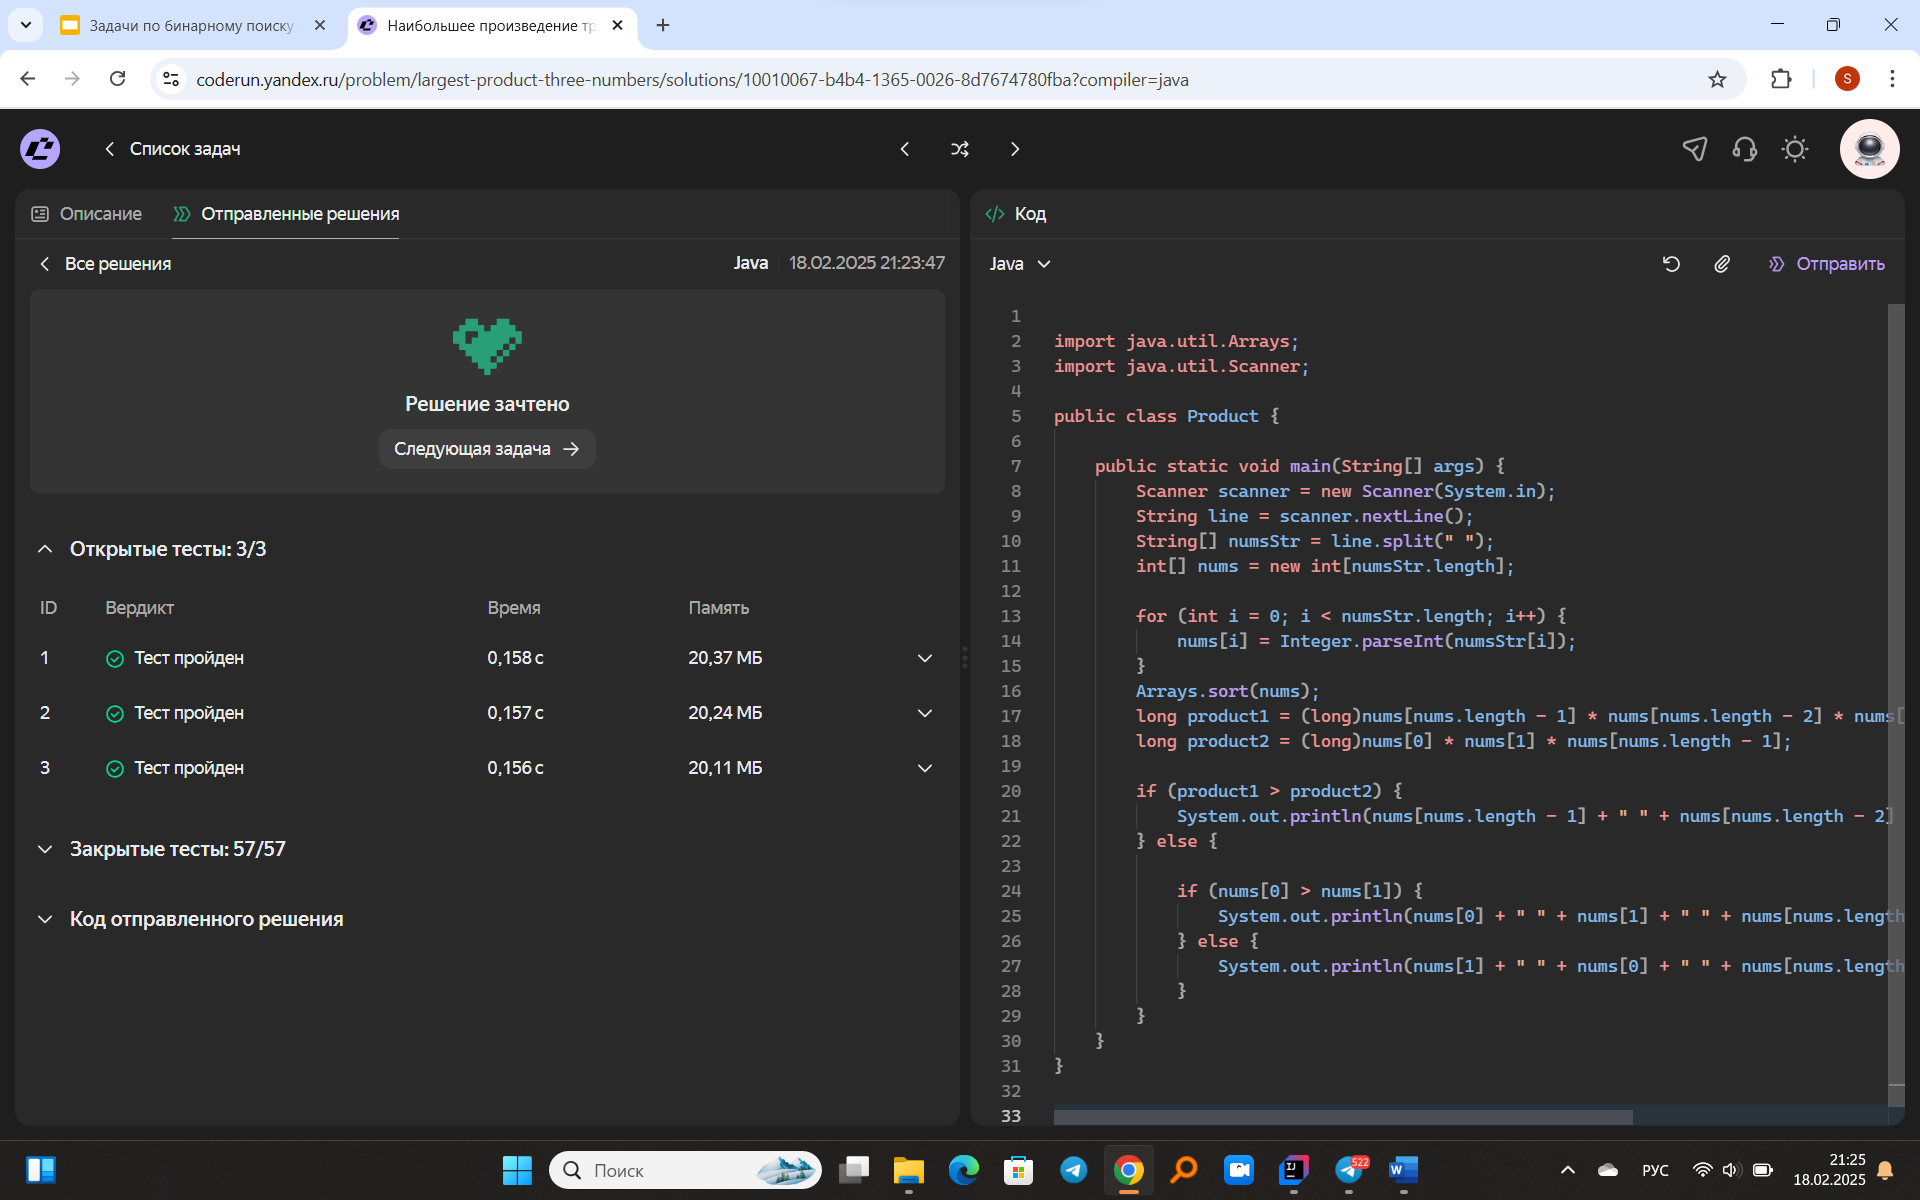 Задачи по бинарному поиску
Наибольшее произведение тр
coderun.yandex.ru/problem/largest-product-three-numbers/solutions/10010067-b4b4-1365-0026-8d7674780fba?compiler=java
S
Список задач
Описание
Отправленные решения
Все решения
Java
18.02.2025 21:23:47
Решение зачтено
Следующая задача
Открытые тесты: 3/3
ID Вердикт Время Память
1 Тест пройден 0,158 с 20,37 МБ
2 Тест пройден 0,157 с 20,24 МБ
3 Тест пройден 0,156 с 20,11 МБ
Закрытые тесты: 57/57
Код отправленного решения
Код
Java
Отправить
1
2 import java.util.Arrays;
3 import java.util.Scanner;
4
5 public class Product {
6
7 public static void main(String[] args) {
8 Scanner scanner = new Scanner(System.in);
9 String line = scanner.nextLine();
10 String[] numsStr = line.split(" ");
11 int[] nums = new int[numsStr.length];
12
13 for (int i = 0; i < numsStr.length; i++) {
14 nums[i] = Integer.parseInt(numsStr[i]);
15 }
16 Arrays.sort(nums);
17 long product1 = (long)nums[nums.length - 1] * nums[nums.length - 2] * nums[
18 long product2 = (long)nums[0] * nums[1] * nums[nums.length - 1];
19
20 if (product1 > product2) {
21 System.out.println(nums[nums.length - 1] + " " + nums[nums.length - 2]
22 } else {
23
24 if (nums[0] > nums[1]) {
25 System.out.println(nums[0] + " " + nums[1] + " " + nums[nums.length
26 } else {
27 System.out.println(nums[1] + " " + nums[0] + " " + nums[nums.length
28 }
29 }
30 }
31 }
32
33
Поиск
522
РУС
21:25
18.02.2025